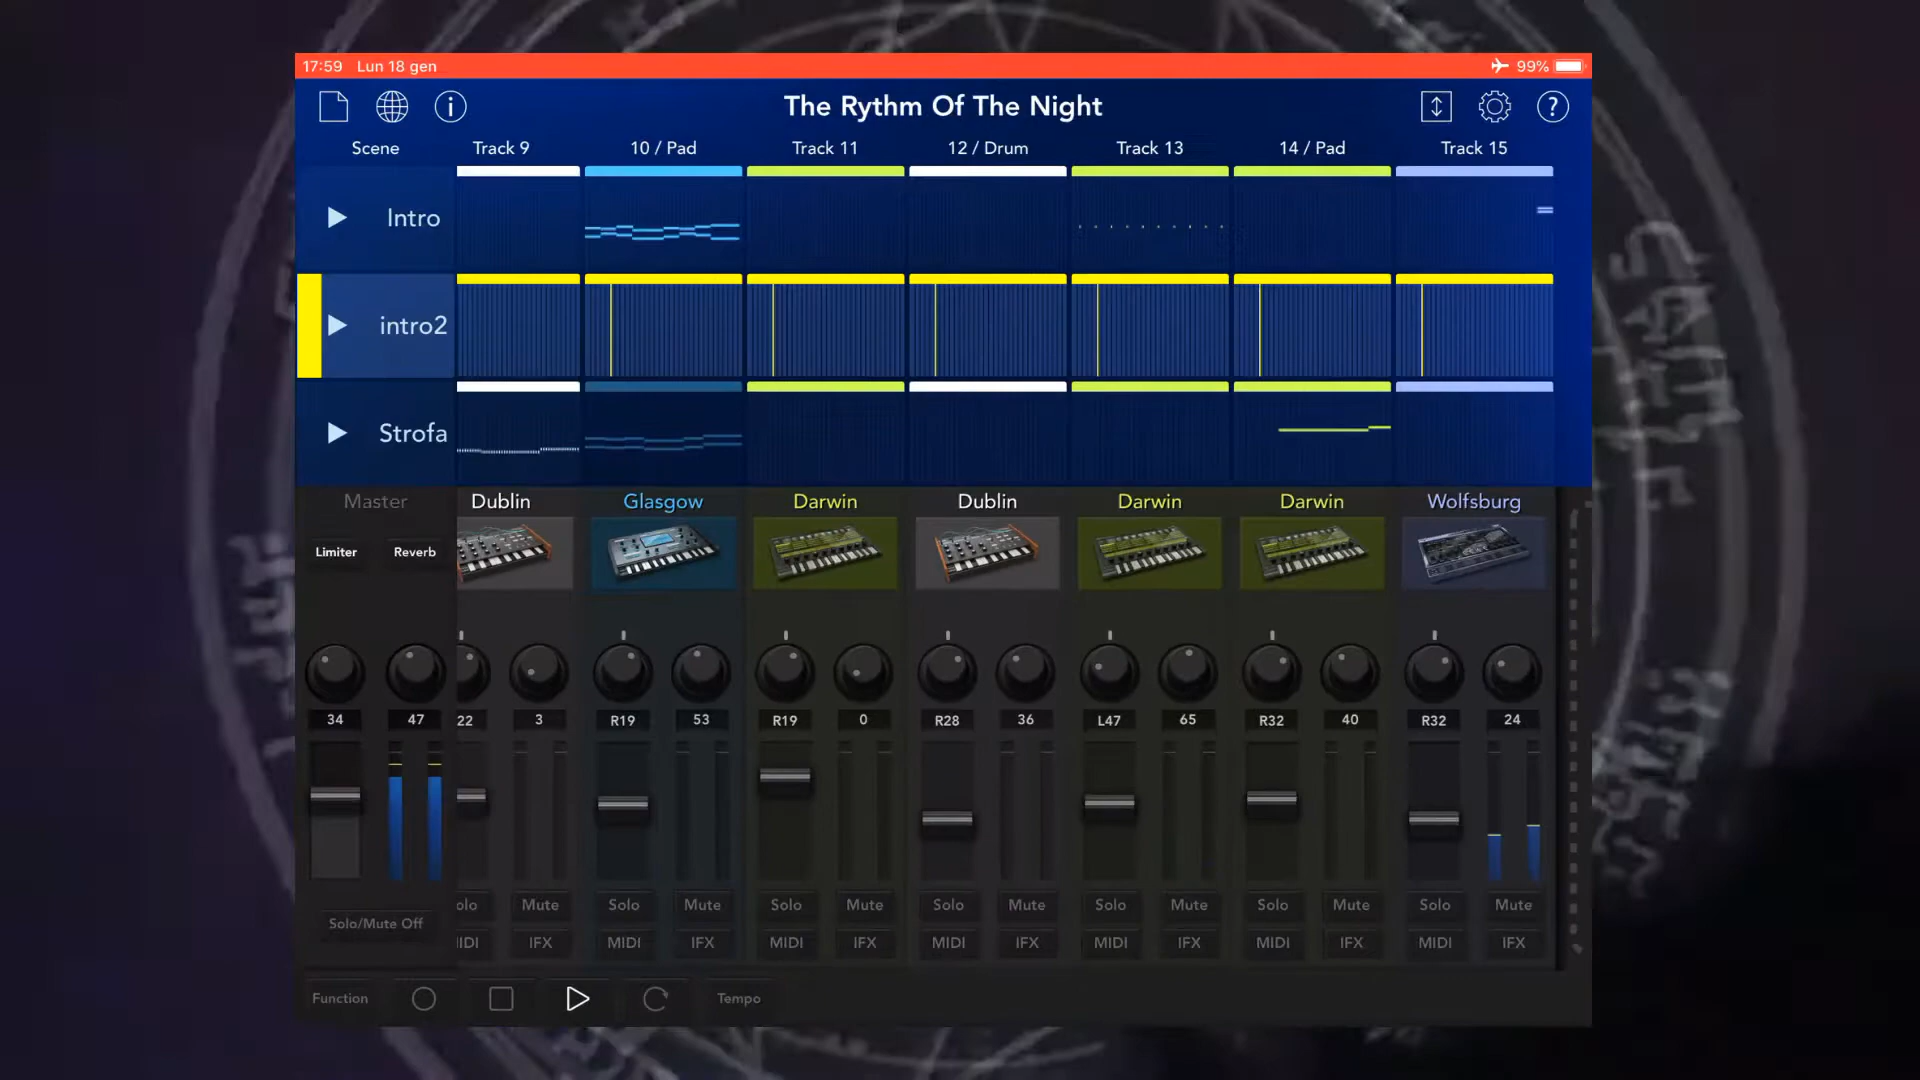 17:59 Lun 18 gen 99%
The Rythm Of The Night
Scene Track 9 10 / Pad Track 11 12 / Drum Track 13 14 / Pad Track 15
Intro
intro2
Strofa
Master Dublin Glasgow Darwin Dublin Darwin Darwin Wolfsburg
Limiter Reverb
34 47 22 3 R19 53 R19 0 R28 36 L47 65 R32 40 R32 24
olo Mute Solo Mute Solo Mute Solo Mute Solo Mute Solo Mute Solo Mute
Solo/Mute Off
IDI IFX MIDI IFX MIDI IFX MIDI IFX MIDI IFX MIDI IFX MIDI IFX
Function Tempo